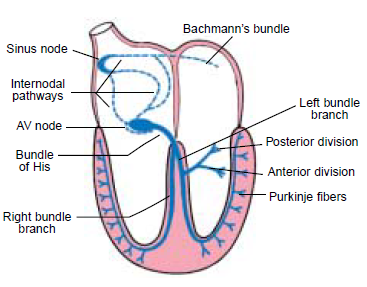 Bachmann's bundle
Sinus node
Internodal
pathways
Left bundle
branch
AV node
Posterior division
Bundle
of His
Anterior division
Purkinje fibers
Right bundle
branch